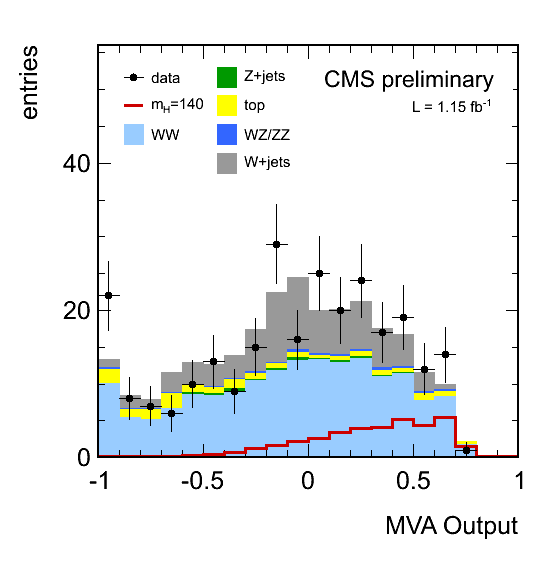 entries
CMS preliminary
L = 1.15 fb⁻¹
data
m_H=140
WW
Z+jets
top
WZ/ZZ
W+jets
40
20
0
-1 -0.5 0 0.5 1
MVA Output